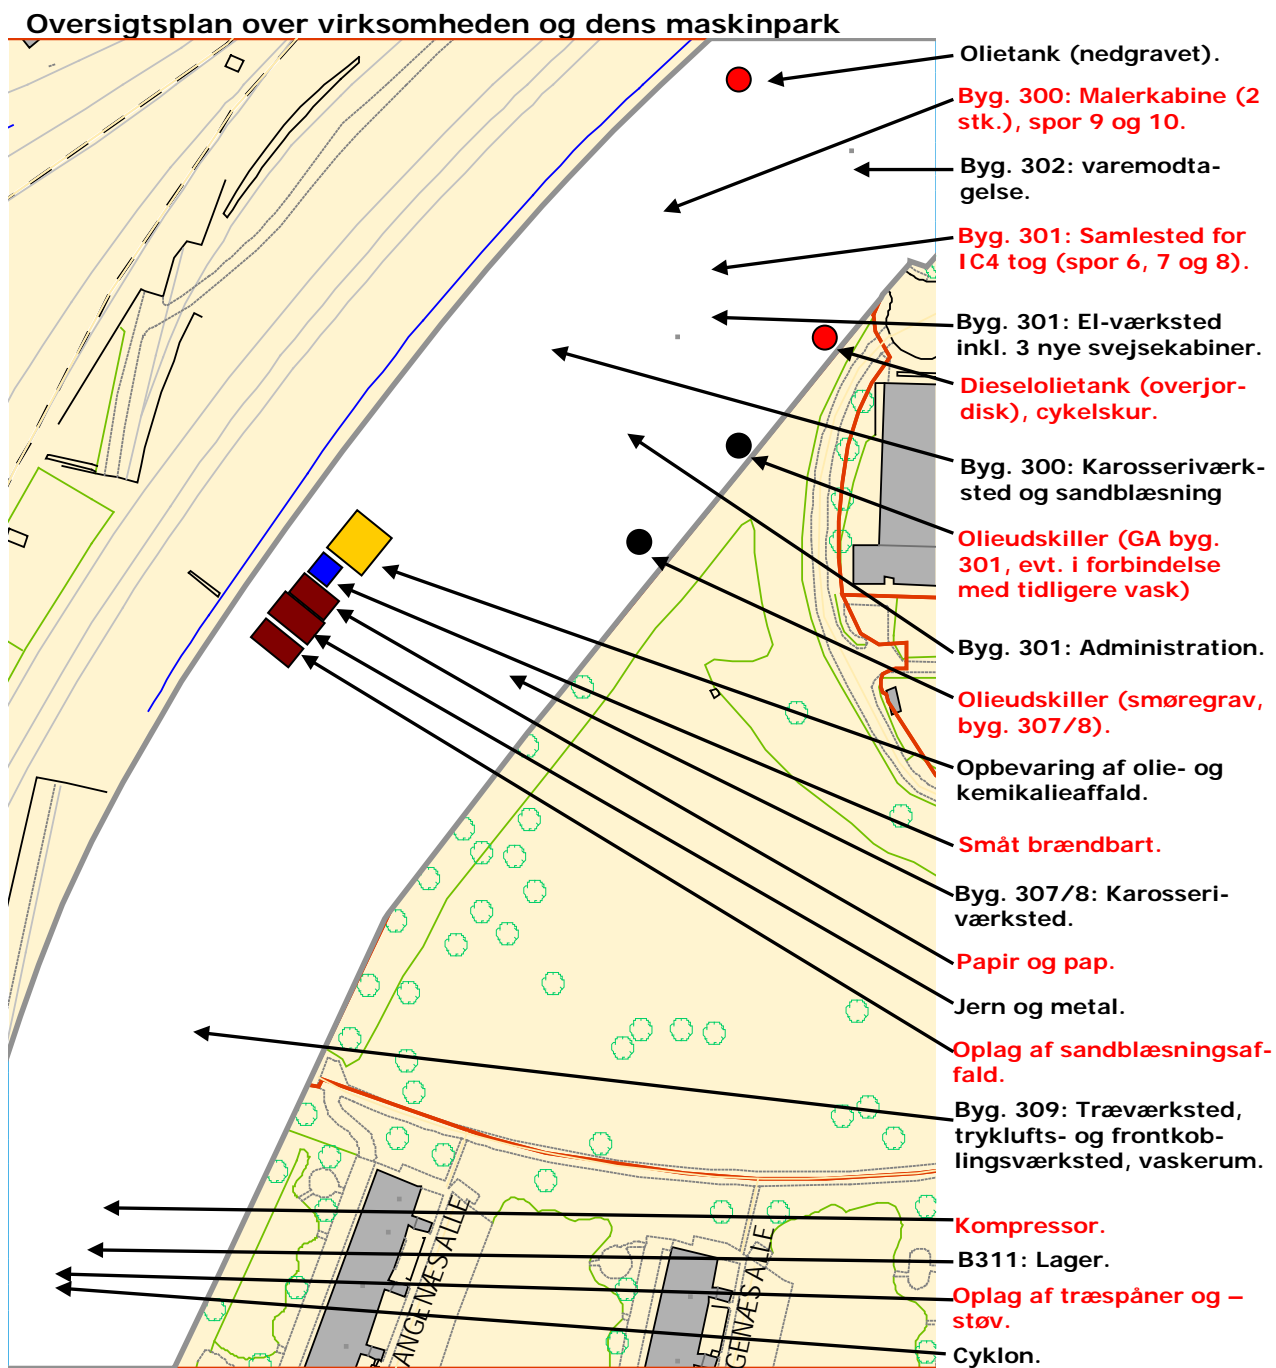 Oversigtsplan over virksomheden og dens maskinpark
Olietank (nedgravet).
Byg. 300: Malerkabine (2
stk.), spor 9 og 10.
Byg. 302: varemodta-
gelse.
Byg. 301: Samlested for
IC4 tog (spor 6, 7 og 8).
Byg. 301: El-værksted
inkl. 3 nye svejsekabiner.
Dieselolietank (overjor-
disk), cykelskur.
Byg. 300: Karosseriværk-
sted og sandblæsning
Olieudskiller (GA byg.
301, evt. i forbindelse
med tidligere vask)
Byg. 301: Administration.
Olieudskiller (smøregrav,
byg. 307/8).
Opbevaring af olie- og
kemikalieaffald.
Småt brændbart.
Byg. 307/8: Karosseri-
værksted.
Papir og pap.
Jern og metal.
Oplag af sandblæsningsaf-
fald.
Byg. 309: Træværksted,
tryklufts- og frontkob-
lingsværksted, vaskerum.
Kompressor.
B311: Lager.
Oplag af træspåner og –
støv.
Cyklon.
ANGENÆS ALLE
GENÆS ALLE